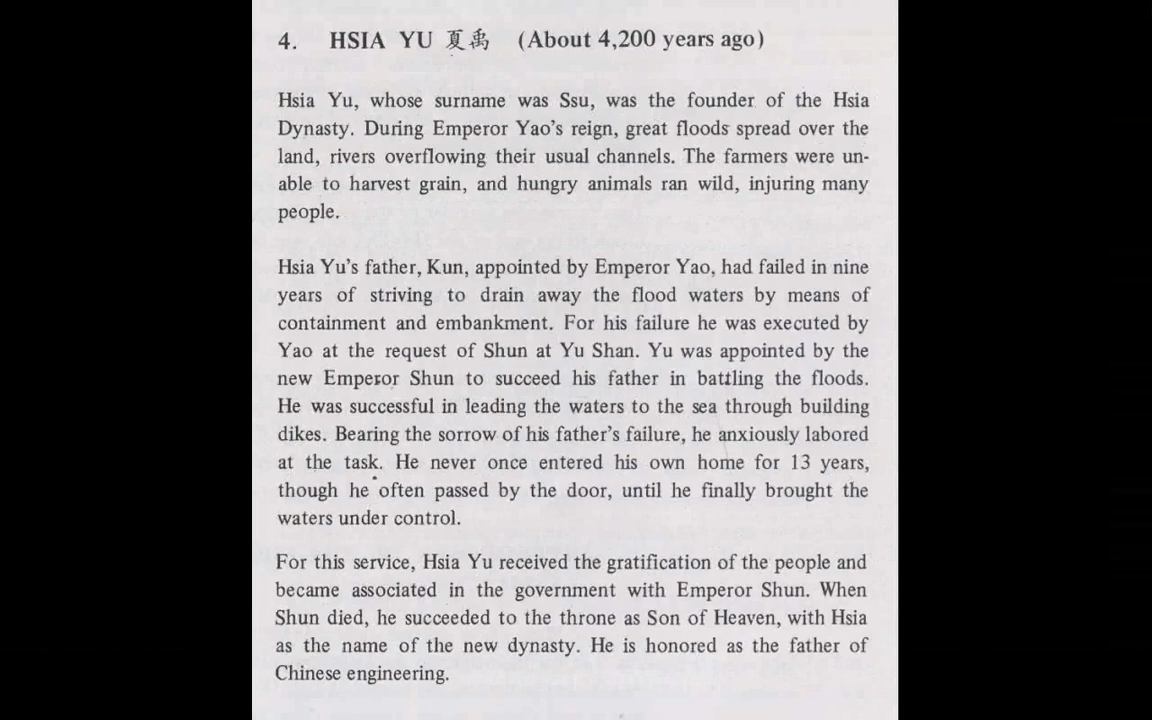 4. HSIA YU 夏禹 (About 4,200 years ago)
Hsia Yu, whose surname was Ssu, was the founder of the Hsia
Dynasty. During Emperor Yao's reign, great floods spread over the
land, rivers overflowing their usual channels. The farmers were un-
able to harvest grain, and hungry animals ran wild, injuring many
people.
Hsia Yu's father, Kun, appointed by Emperor Yao, had failed in nine
years of striving to drain away the flood waters by means of
containment and embankment. For his failure he was executed by
Yao at the request of Shun at Yu Shan. Yu was appointed by the
new Emperor Shun to succeed his father in battling the floods.
He was successful in leading the waters to the sea through building
dikes. Bearing the sorrow of his father's failure, he anxiously labored
at the task. He never once entered his own home for 13 years,
though he often passed by the door, until he finally brought the
waters under control.
For this service, Hsia Yu received the gratification of the people and
became associated in the government with Emperor Shun. When
Shun died, he succeeded to the throne as Son of Heaven, with Hsia
as the name of the new dynasty. He is honored as the father of
Chinese engineering.